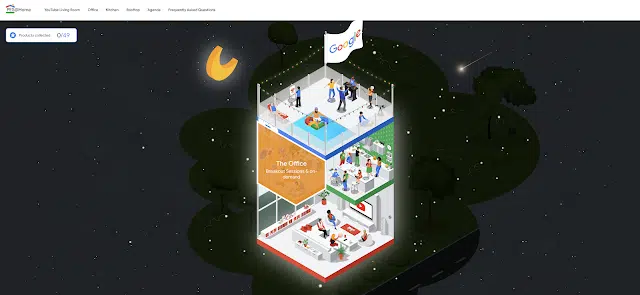 YouTube Living Room Office Kitchen Rooftop Agenda Frequently Asked Questions
Products collected 0/49
Google
The Office
Breakout Sessions & on-
demand